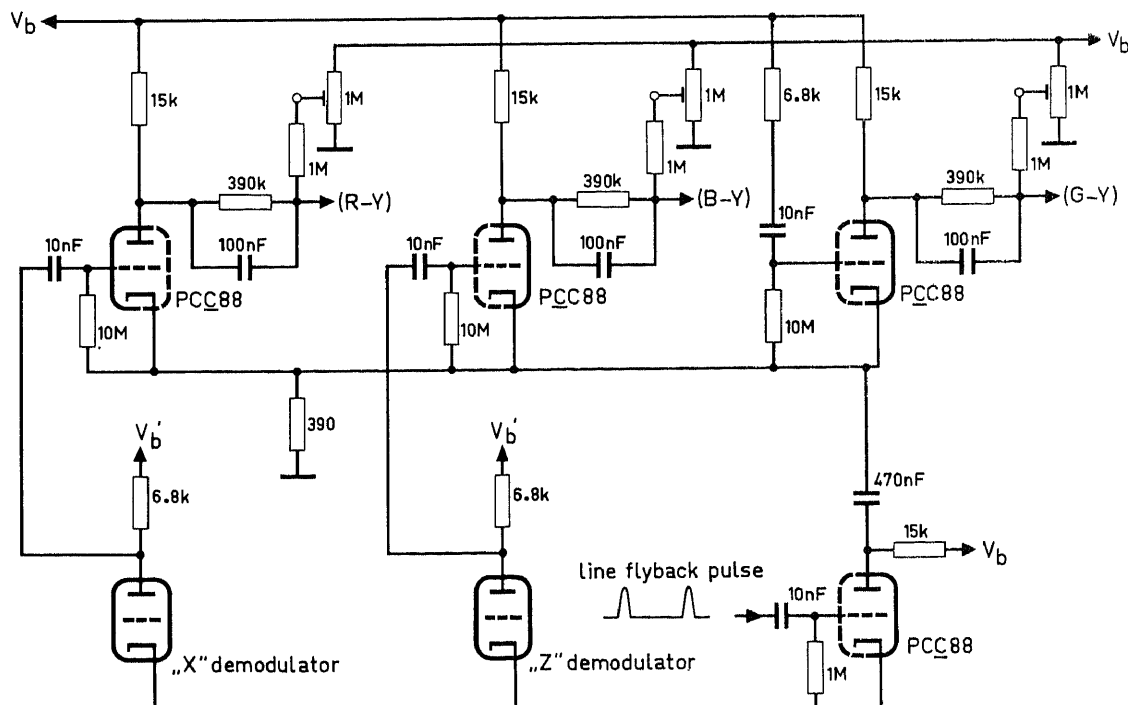 Vb
Vb
15k
1M
1M
390k
(R–Y)
10nF
100nF
PCC88
10M
15k
1M
1M
390k
(B–Y)
10nF
100nF
PCC88
10M
6.8k
10nF
10M
15k
1M
1M
390k
(G–Y)
100nF
PCC88
390
Vb'
6.8k
„X" demodulator
Vb'
6.8k
„Z" demodulator
470nF
15k
Vb
line flyback pulse
10nF
1M
PCC88